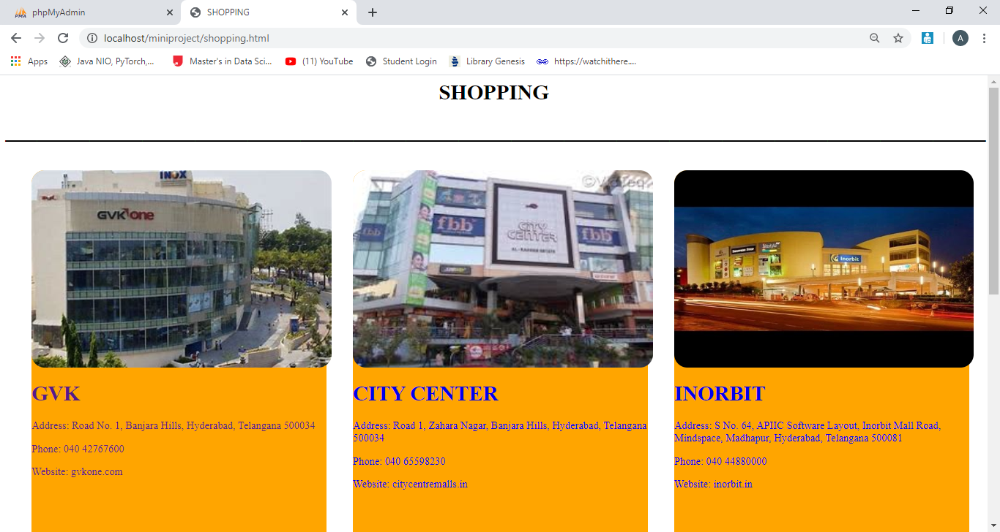 phpMyAdmin
SHOPPING
localhost/miniproject/shopping.html
A
Apps
Java NIO, PyTorch,...
Master's in Data Sci...
(11) YouTube
Student Login
Library Genesis
https://watchithere....
SHOPPING
INOX
GVK one
fbb
fbb
fbb
CITY
CENTER
SUBWAY
Inorbit
GVK
Address: Road No. 1, Banjara Hills, Hyderabad, Telangana 500034
Phone: 040 42767600
Website: gvkone.com
CITY CENTER
Address: Road 1, Zahara Nagar, Banjara Hills, Hyderabad, Telangana
500034
Phone: 040 65598230
Website: citycentremalls.in
INORBIT
Address: S No. 64, APIIC Software Layout, Inorbit Mall Road,
Mindspace, Madhapur, Hyderabad, Telangana 500081
Phone: 040 44880000
Website: inorbit.in